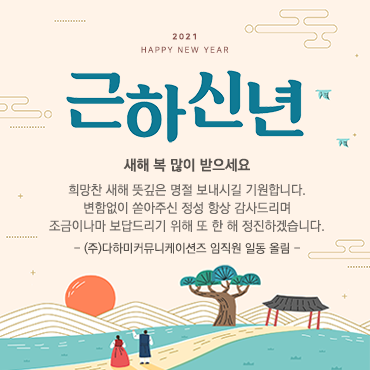 2021
HAPPY NEW YEAR
근하신년
새해 복 많이 받으세요
희망찬 새해 뜻깊은 명절 보내시길 기원합니다.
변함없이 쏟아주신 정성 항상 감사드리며
조금이나마 보답드리기 위해 또 한 해 정진하겠습니다.
- (주)다하미커뮤니케이션즈 임직원 일동 올림 -